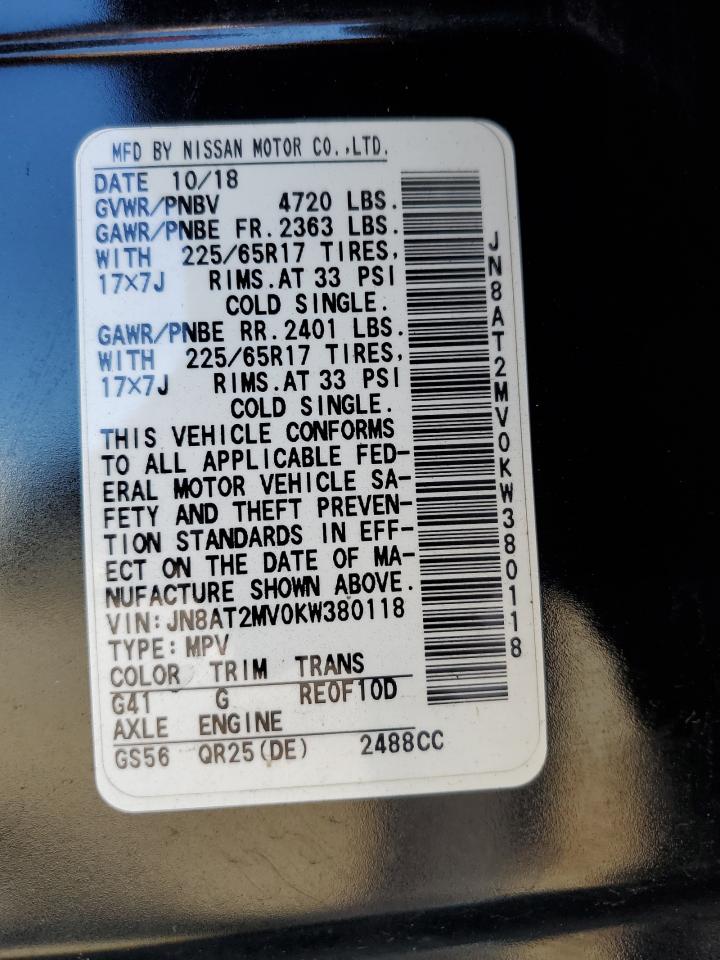 MFD BY NISSAN MOTOR CO.,LTD.
DATE 10/18
GVWR/PNBV 4720 LBS.
GAWR/PNBE FR.2363 LBS.
WITH 225/65R17 TIRES,
17X7J RIMS.AT 33 PSI
COLD SINGLE.
GAWR/PNBE RR.2401 LBS.
WITH 225/65R17 TIRES,
17X7J RIMS.AT 33 PSI
COLD SINGLE.
THIS VEHICLE CONFORMS
TO ALL APPLICABLE FED-
ERAL MOTOR VEHICLE SA-
FETY AND THEFT PREVEN-
TION STANDARDS IN EFF-
ECT ON THE DATE OF MA-
NUFACTURE SHOWN ABOVE.
VIN:JN8AT2MV0KW380118
TYPE:MPV
COLOR TRIM TRANS
G41 G RE0F10D
AXLE ENGINE
GS56 QR25(DE) 2488CC
JN8AT2MV0KW380118